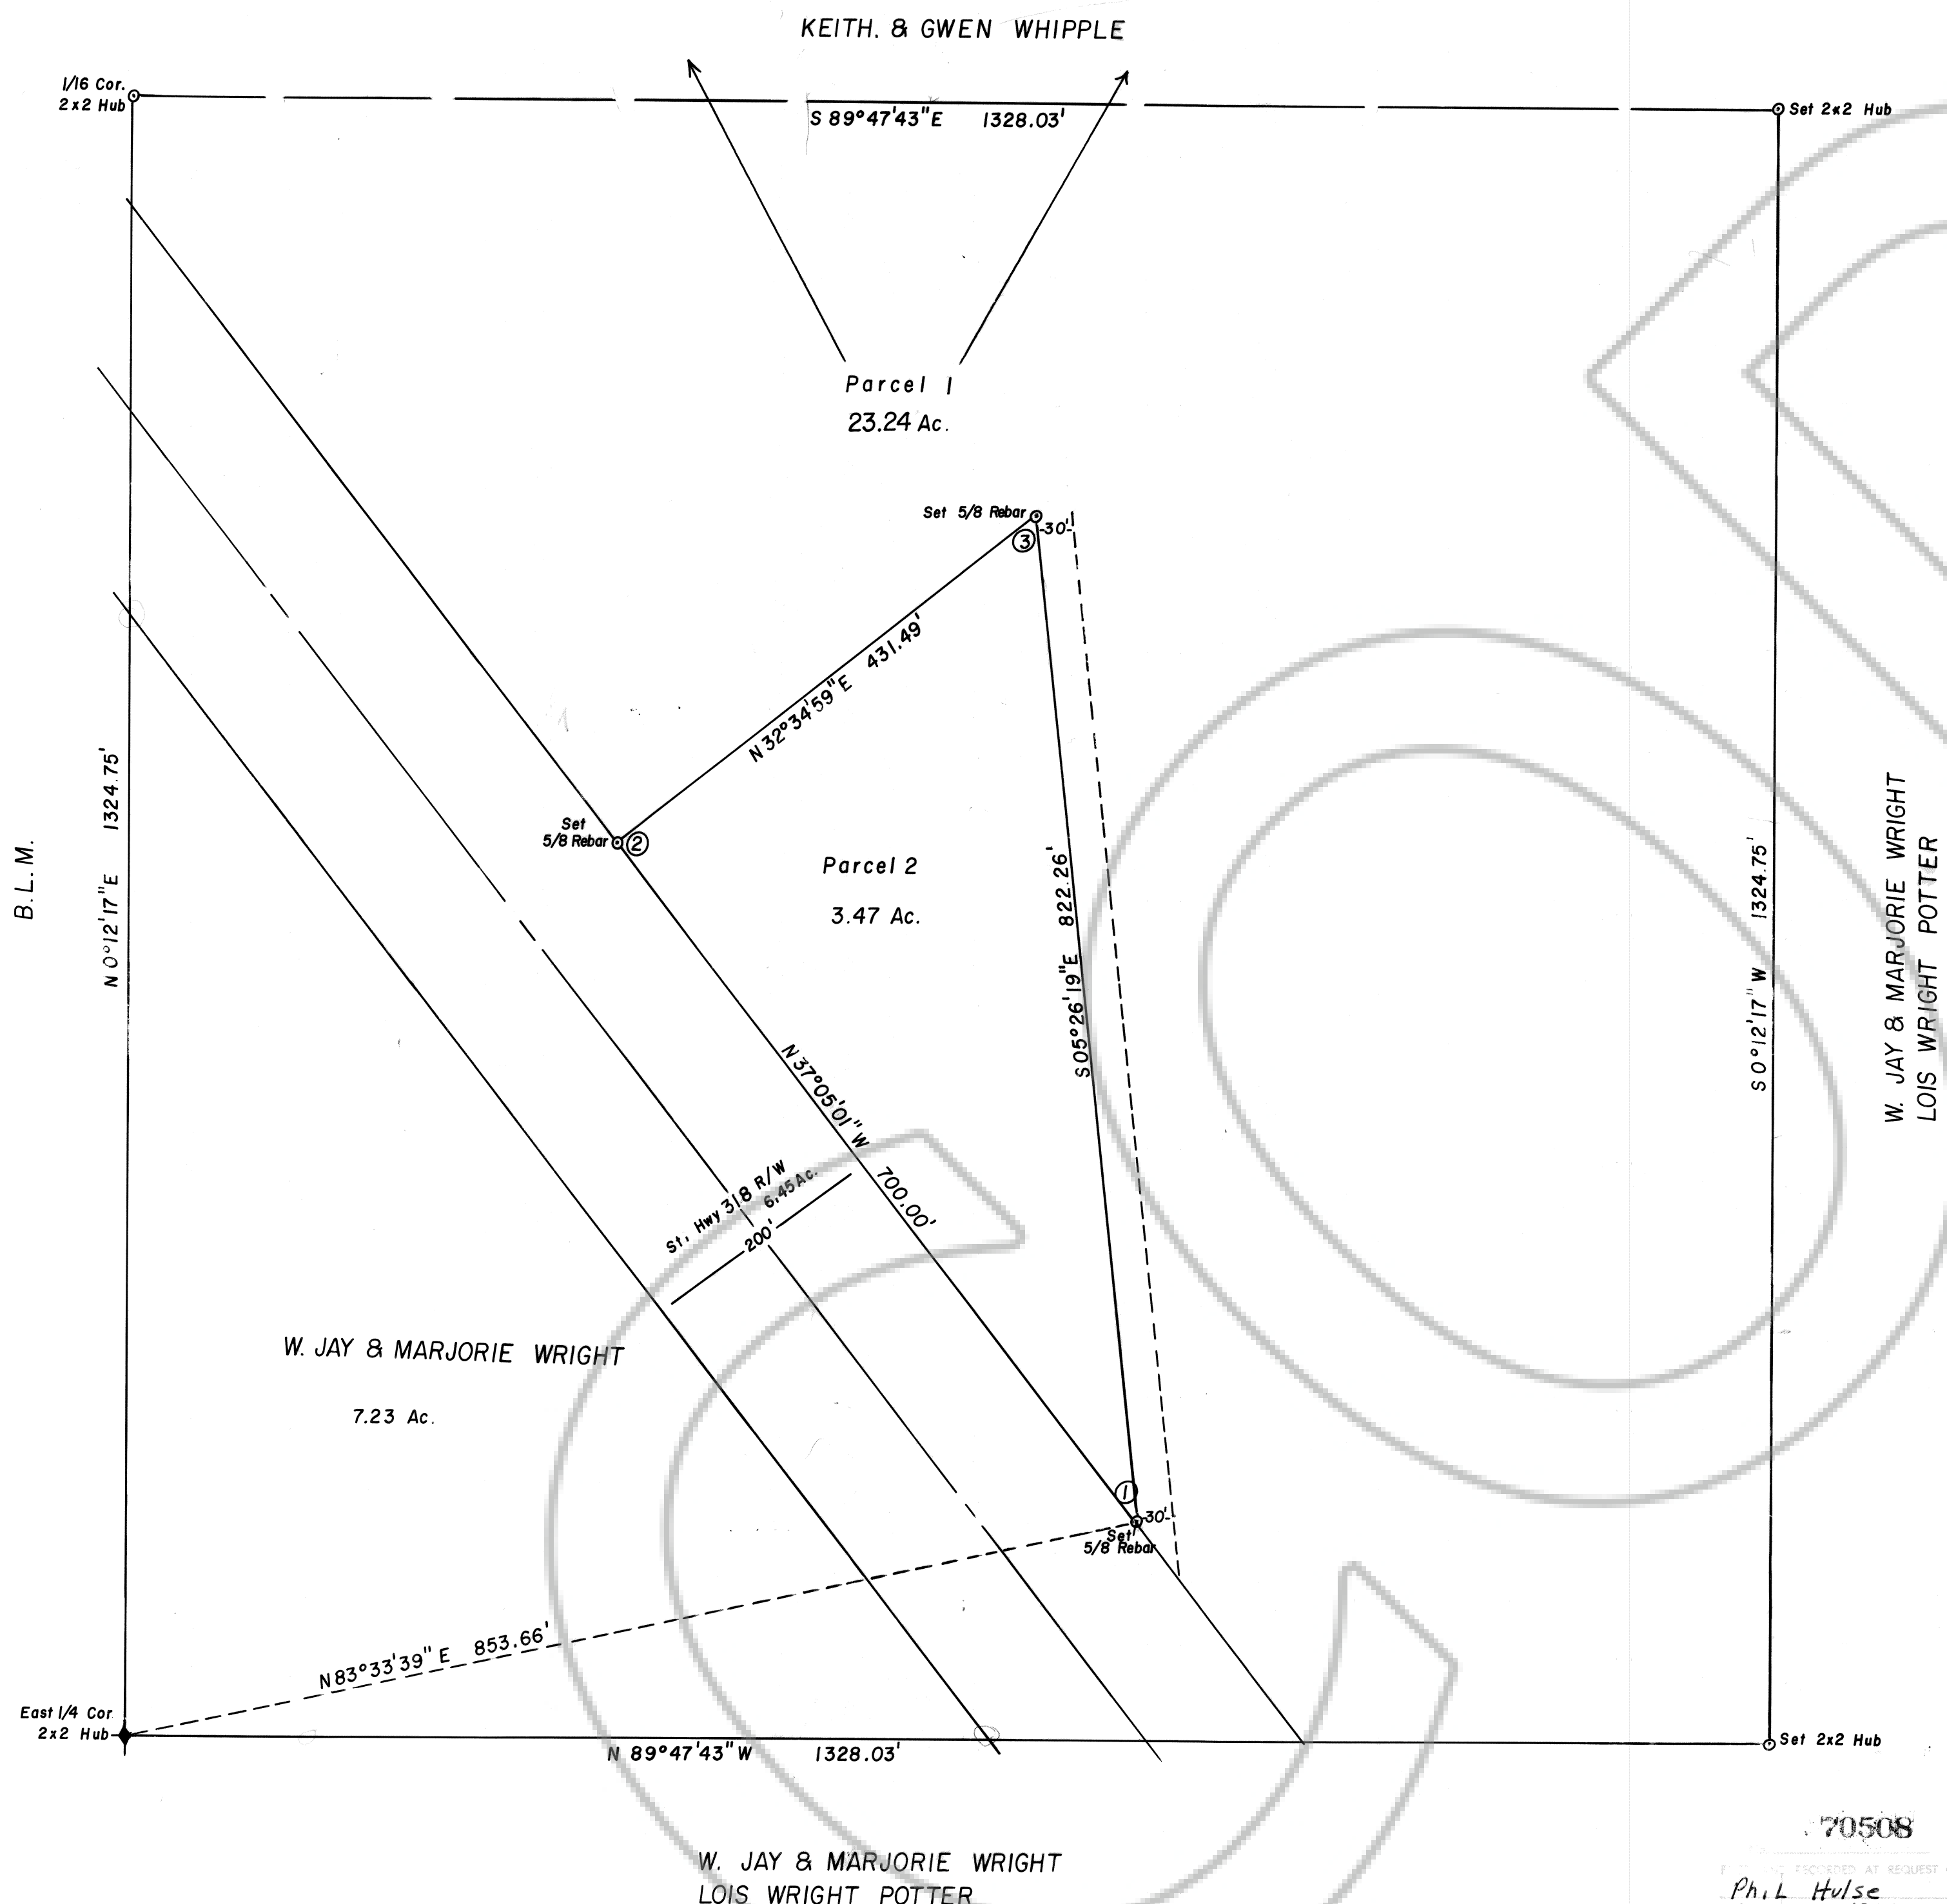 KEITH. & GWEN WHIPPLE
1/16 Cor.
2x2 Hub
S 89°47'43"E 1328.03'
Set 2x2 Hub
Parcel 1
23.24 Ac.
Set 5/8 Rebar
30'
3
N 32°34'59"E 431.49'
Set
5/8 Rebar
2
Parcel 2
3.47 Ac.
B.L.M.
N 0°12'17"E 1324.75'
S 05°26'19"E 822.26'
S 0°12'17"W 1324.75'
W. JAY & MARJORIE WRIGHT
LOIS WRIGHT POTTER
N 37°05'01"W 700.00'
St. Hwy 318 R/W
6.45 Ac.
200'
W. JAY & MARJORIE WRIGHT
7.23 Ac.
1
30'
Set
5/8 Rebar
N 83°33'39"E 853.66'
East 1/4 Cor
2x2 Hub
N 89°47'43"W 1328.03'
Set 2x2 Hub
70508
RECORDED AT REQUEST
Phil Hulse
W. JAY & MARJORIE WRIGHT
LOIS WRIGHT POTTER